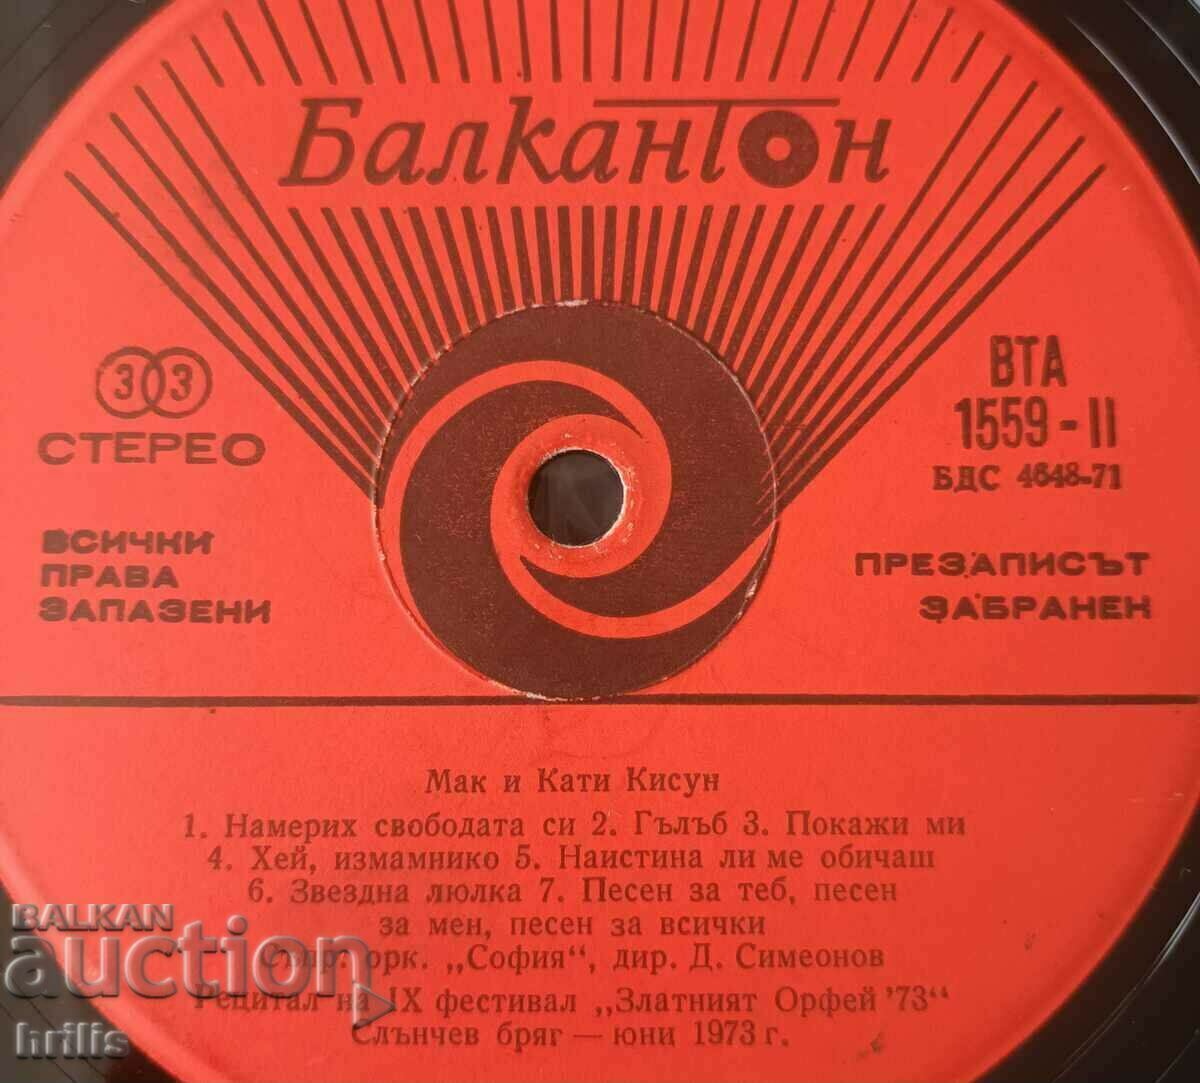 Балкантон
33
СТЕРЕО
ВТА
1559-II
БДС 4648-71
ВСИЧКИ
ПРАВА
ЗАПАЗЕНИ
ПРЕЗАПИСЪТ
ЗАБРАНЕН
Мак и Кати Кисун
1. Намерих свободата си 2. Гълъб 3. Покажи ми
4. Хей, измамнико 5. Наистина ли ме обичаш
6. Звездна люлка 7. Песен за теб, песен
за мен, песен за всички
Свир. орк. „София“, дир. Д. Симеонов
Рецитал на IX фестивал „Златният Орфей '73“
Слънчев бряг — юни 1973 г.
BALKAN
auction
hrilis